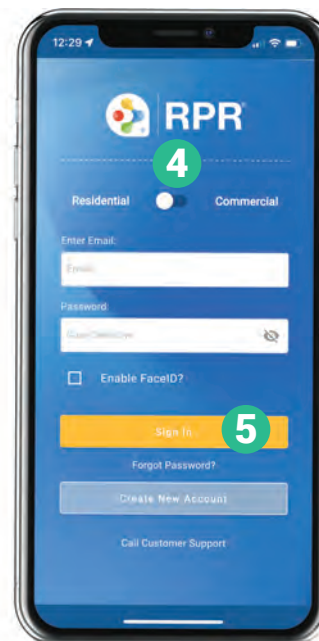 12:29
RPR
4
Residential Commercial
Enter Email:
Email
Password
Enable FaceID?
Sign In 5
Forgot Password?
Create New Account
Call Customer Support